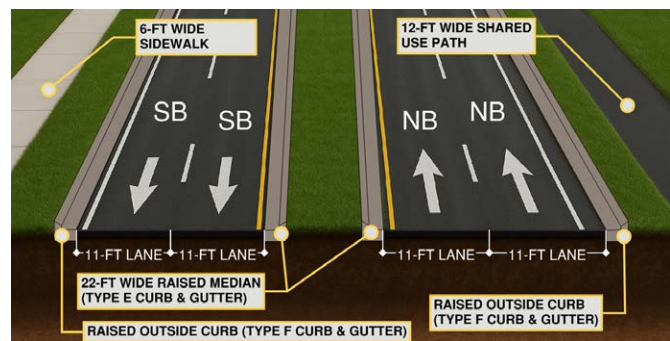 6-FT WIDE
SIDEWALK
12-FT WIDE SHARED
USE PATH
SB
SB
NB
NB
11-FT LANE
11-FT LANE
11-FT LANE
11-FT LANE
22-FT WIDE RAISED MEDIAN
(TYPE E CURB & GUTTER)
RAISED OUTSIDE CURB
(TYPE F CURB & GUTTER)
RAISED OUTSIDE CURB (TYPE F CURB & GUTTER)